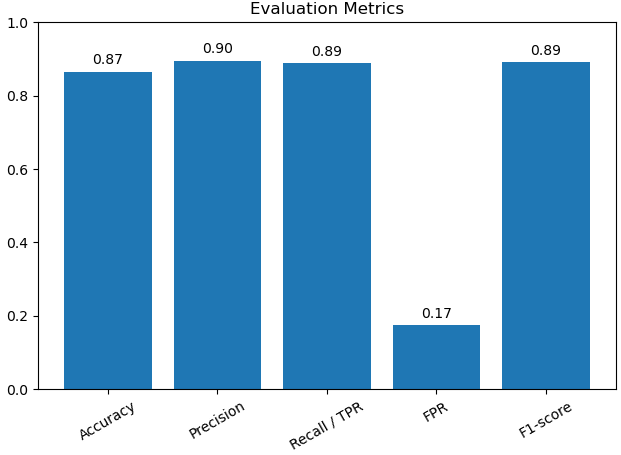 Evaluation Metrics
1.0
0.8
0.6
0.4
0.2
0.0
0.87
0.90
0.89
0.17
0.89
Accuracy
Precision
Recall / TPR
FPR
F1-score